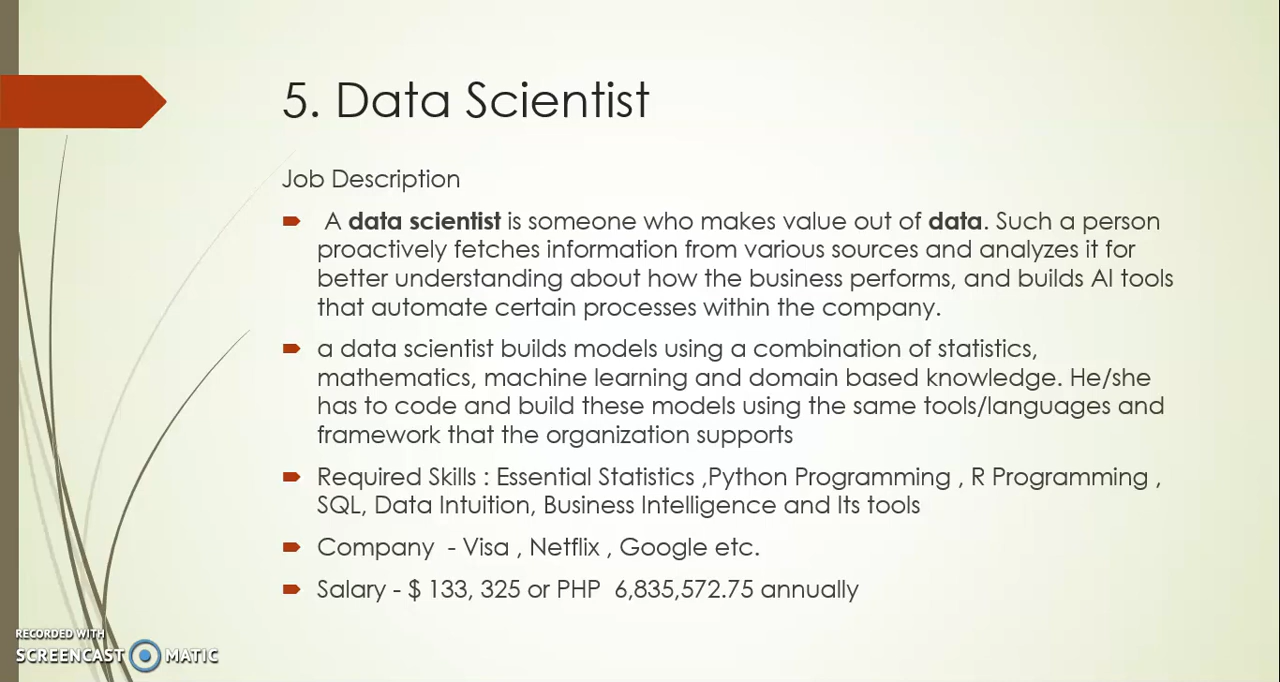 5. Data Scientist
Job Description
A data scientist is someone who makes value out of data. Such a person
proactively fetches information from various sources and analyzes it for
better understanding about how the business performs, and builds AI tools
that automate certain processes within the company.
a data scientist builds models using a combination of statistics,
mathematics, machine learning and domain based knowledge. He/she
has to code and build these models using the same tools/languages and
framework that the organization supports
Required Skills : Essential Statistics ,Python Programming , R Programming ,
SQL, Data Intuition, Business Intelligence and Its tools
Company - Visa , Netflix , Google etc.
Salary - $ 133, 325 or PHP 6,835,572.75 annually
RECORDED WITH
SCREENCAST MATIC